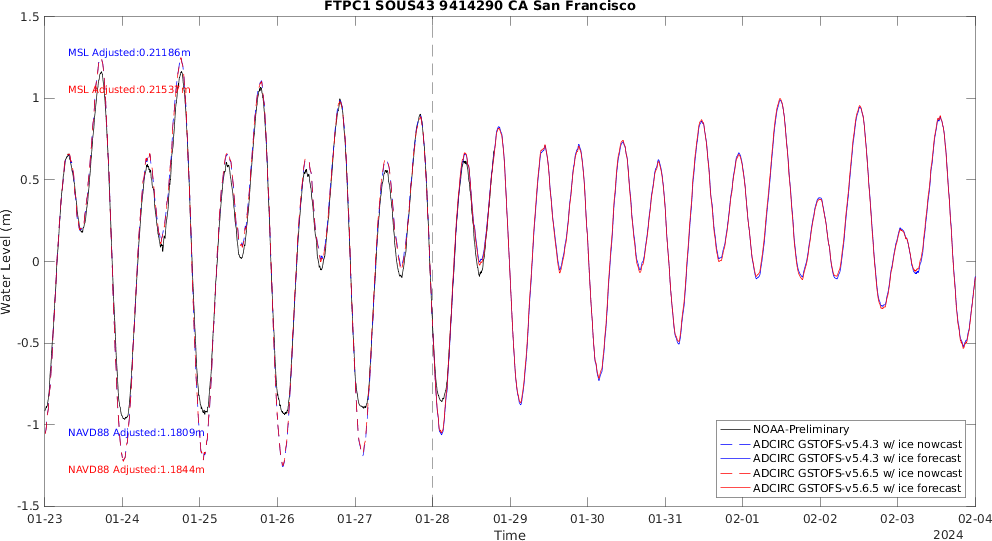 FTPC1 SOUS43 9414290 CA San Francisco
1.5
1
0.5
0
-0.5
-1
-1.5
Water Level (m)
MSL Adjusted:0.21186m
MSL Adjusted:0.21537m
NAVD88 Adjusted:1.1809m
NAVD88 Adjusted:1.1844m
NOAA-Preliminary
ADCIRC GSTOFS-v5.4.3 w/ ice nowcast
ADCIRC GSTOFS-v5.4.3 w/ ice forecast
ADCIRC GSTOFS-v5.6.5 w/ ice nowcast
ADCIRC GSTOFS-v5.6.5 w/ ice forecast
01-23 01-24 01-25 01-26 01-27 01-28 01-29 01-30 01-31 02-01 02-02 02-03 02-04
Time
2024